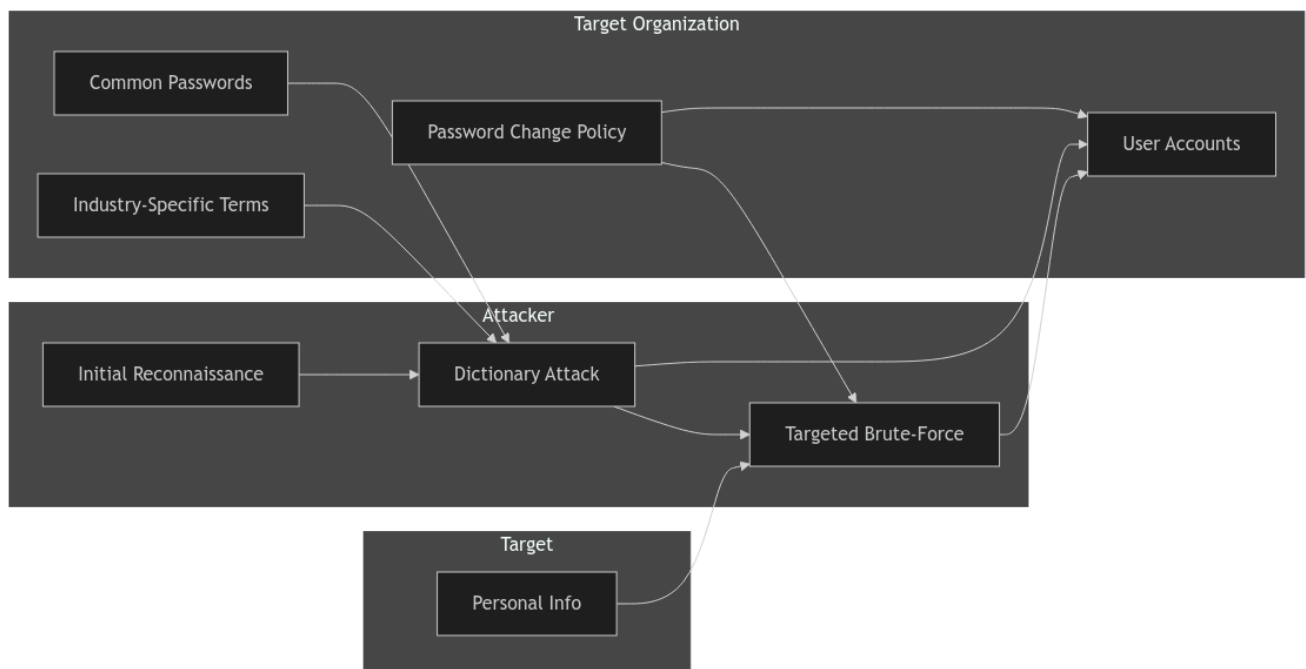 Target Organization
Common Passwords
Password Change Policy
User Accounts
Industry-Specific Terms
Attacker
Initial Reconnaissance
Dictionary Attack
Targeted Brute-Force
Target
Personal Info